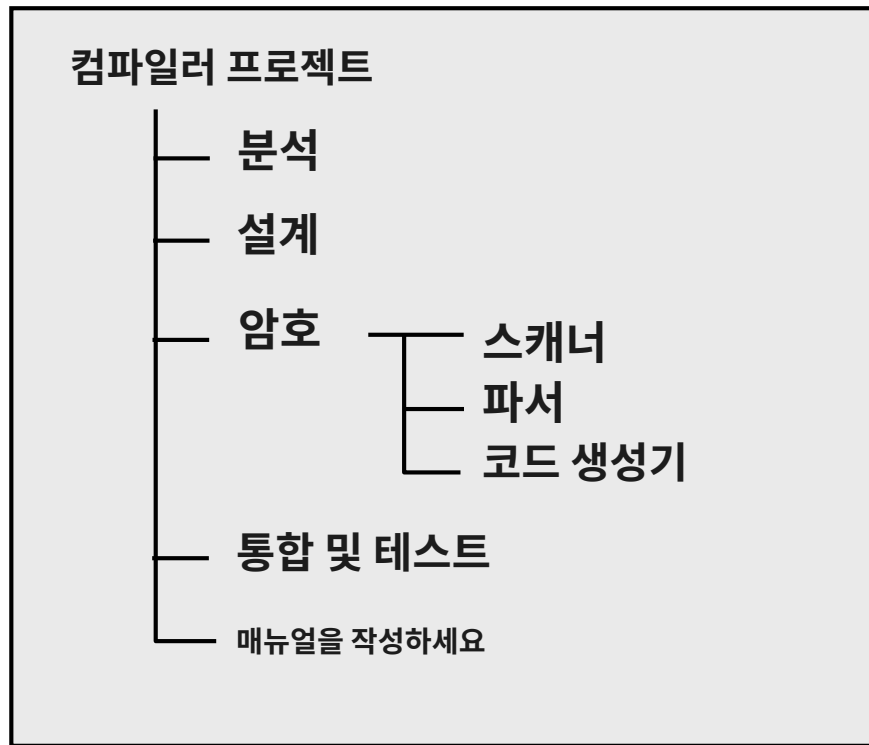 컴파일러 프로젝트
분석
설계
암호
스캐너
파서
코드 생성기
통합 및 테스트
매뉴얼을 작성하세요